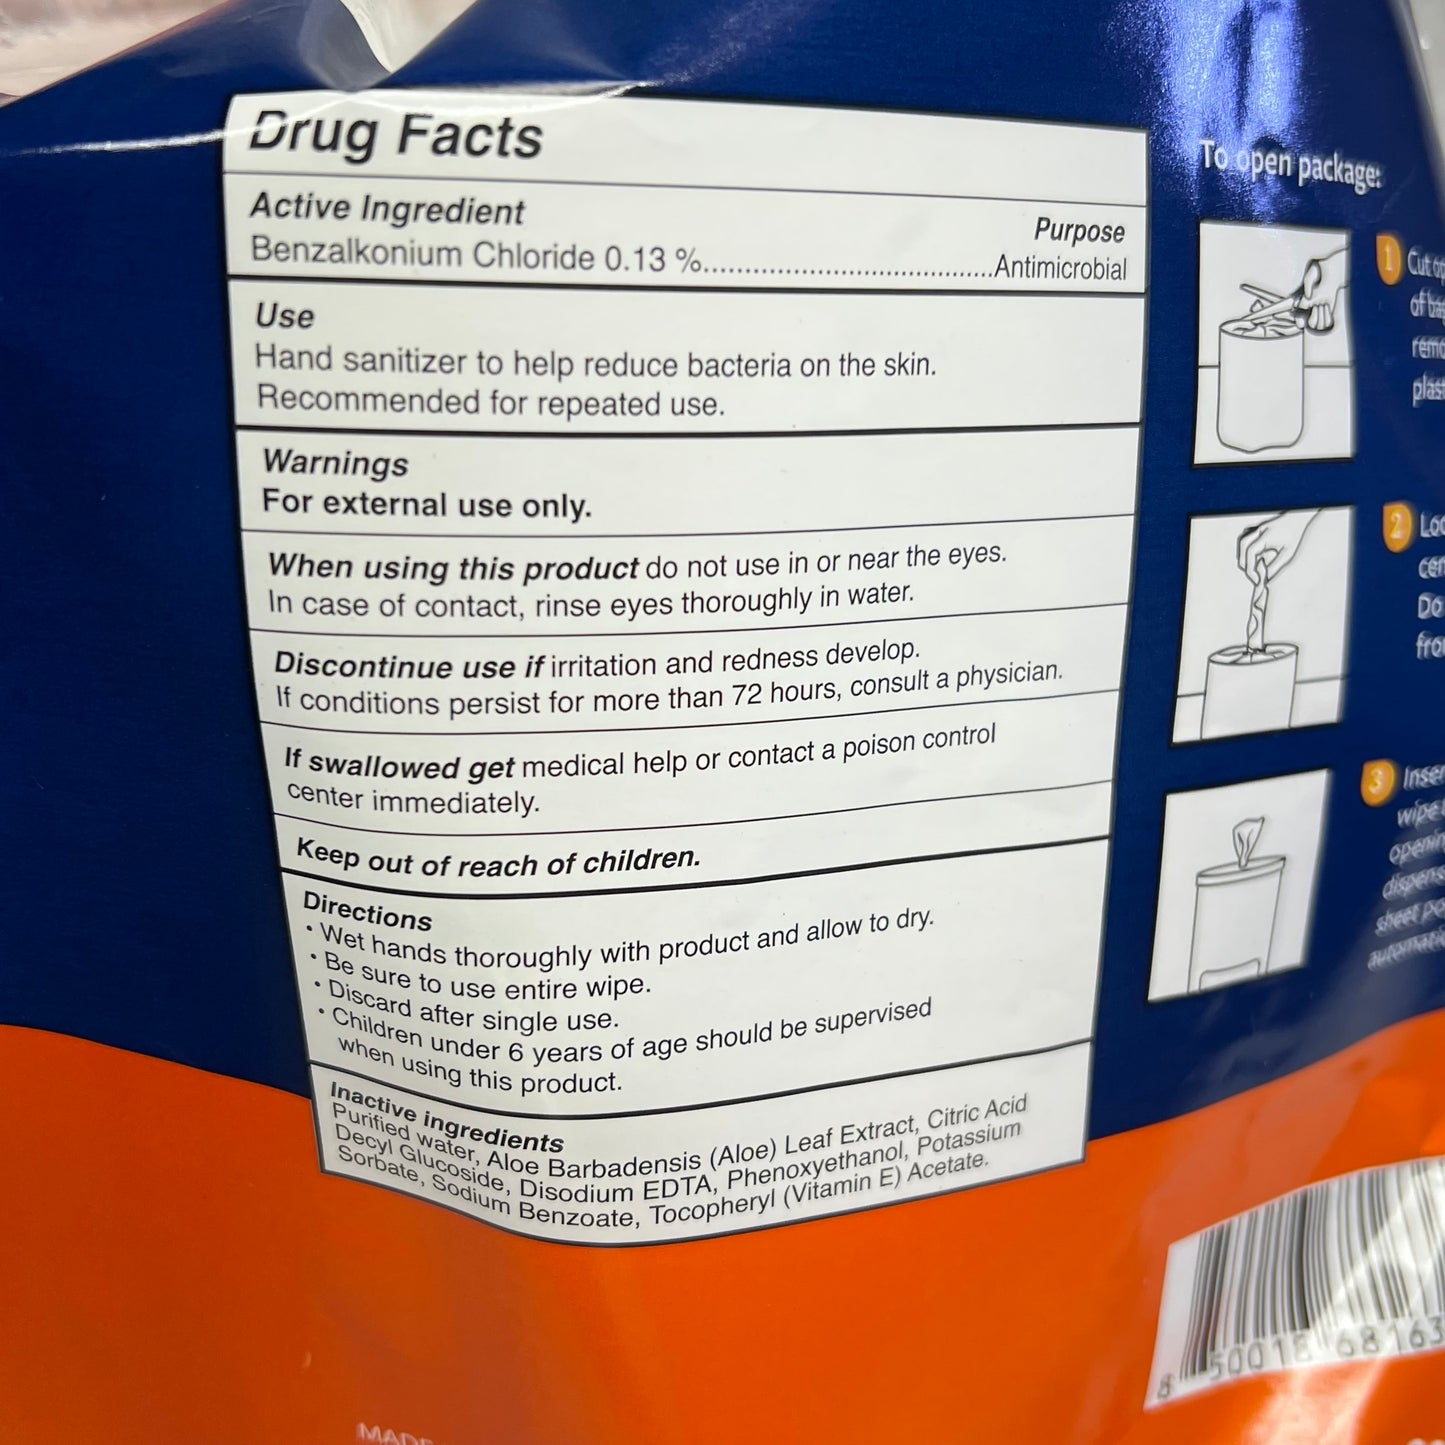 Drug Facts
Active Ingredient
Purpose
Benzalkonium Chloride 0.13 %....................................Antimicrobial
Use
Hand sanitizer to help reduce bacteria on the skin.
Recommended for repeated use.
Warnings
For external use only.
When using this product do not use in or near the eyes.
In case of contact, rinse eyes thoroughly in water.
Discontinue use if irritation and redness develop.
If conditions persist for more than 72 hours, consult a physician.
If swallowed get medical help or contact a poison control
center immediately.
Keep out of reach of children.
Directions
• Wet hands thoroughly with product and allow to dry.
• Be sure to use entire wipe.
• Discard after single use.
• Children under 6 years of age should be supervised
when using this product.
Inactive ingredients
Purified water, Aloe Barbadensis (Aloe) Leaf Extract, Citric Acid
Decyl Glucoside, Disodium EDTA, Phenoxyethanol, Potassium
Sorbate, Sodium Benzoate, Tocopheryl (Vitamin E) Acetate.
To open package:
1 Cut
2
3